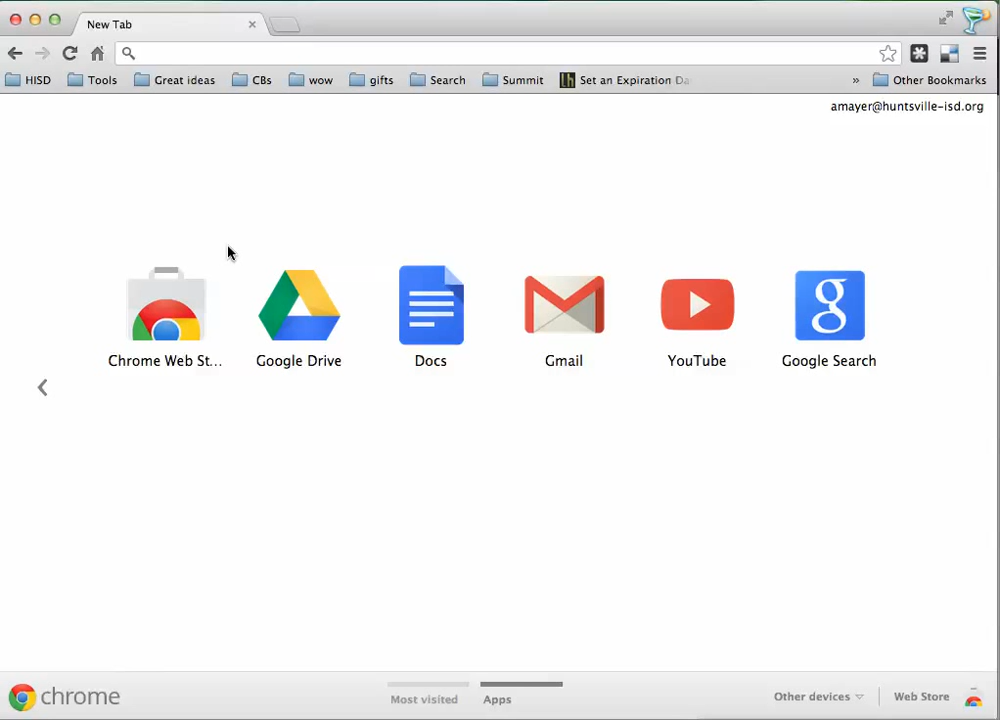 New Tab
HISD Tools Great ideas CBs wow gifts Search Summit lh Set an Expiration Da » Other Bookmarks
amayer@huntsville-isd.org
Chrome Web St... Google Drive Docs Gmail YouTube Google Search
chrome Most visited Apps Other devices Web Store